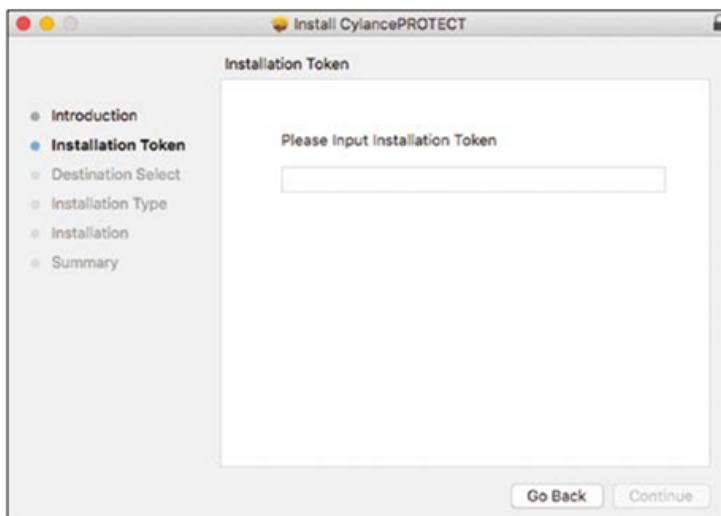 Install CylancePROTECT
Installation Token
Introduction
Installation Token
Destination Select
Installation Type
Installation
Summary
Please Input Installation Token
Go Back
Continue